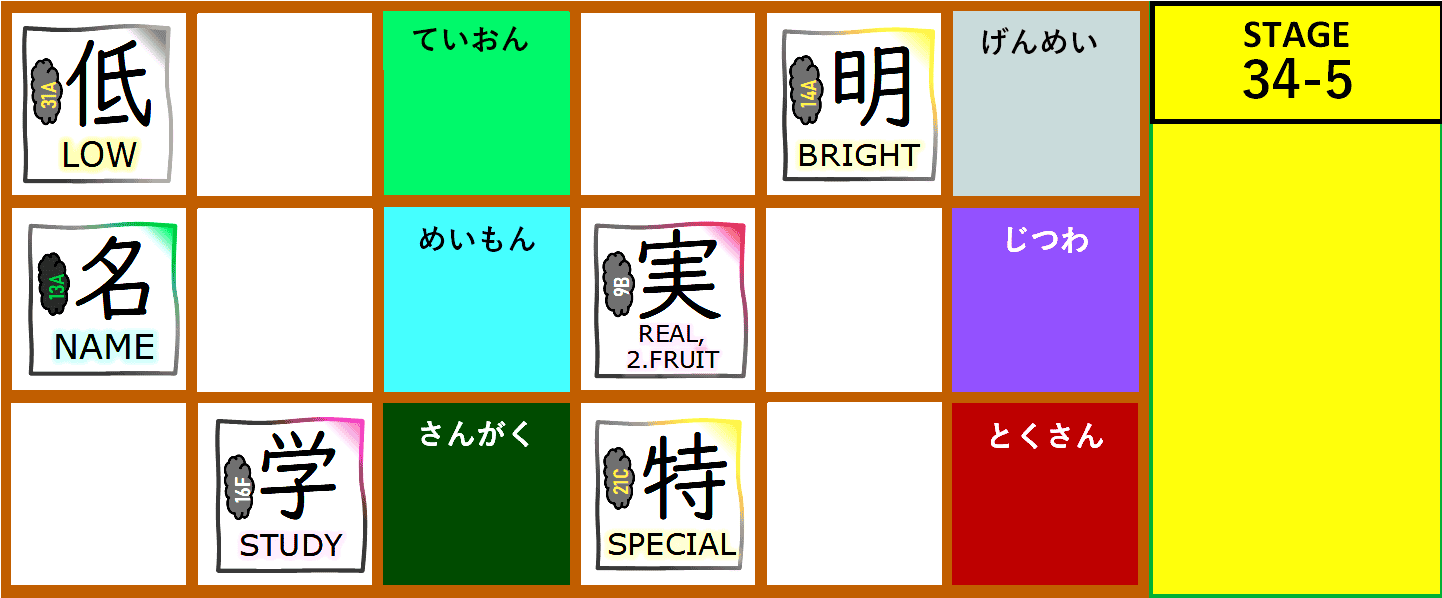 低
31A
LOW
ていおん
明
14A
BRIGHT
げんめい
STAGE
34-5
名
13A
NAME
めいもん
実
9B
REAL,
2.FRUIT
じつわ
学
16F
STUDY
さんがく
特
21C
SPECIAL
とくさん